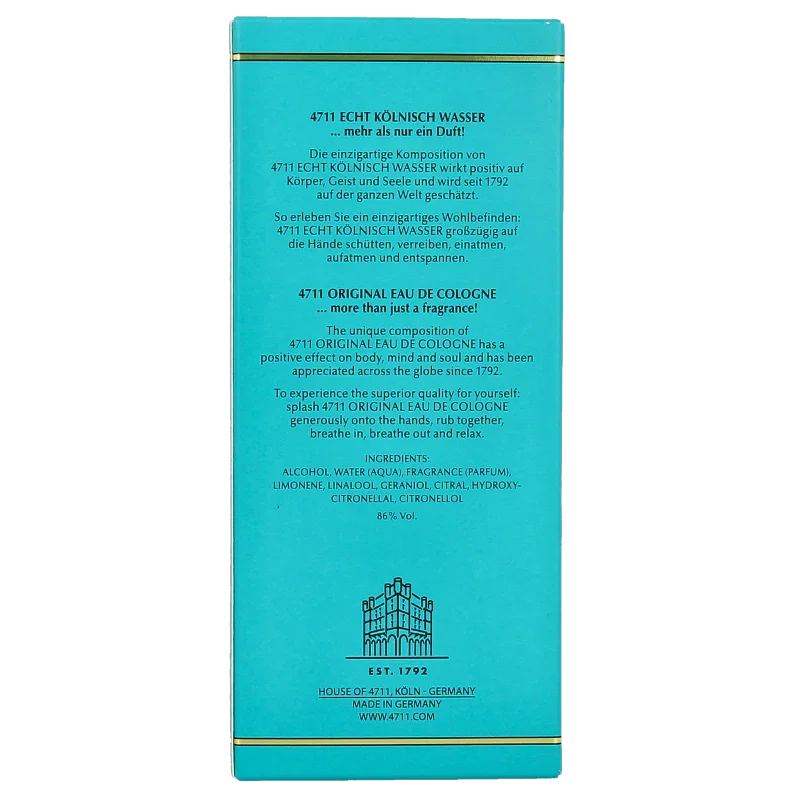 4711 ECHT KÖLNISCH WASSER
... mehr als nur ein Duft!
Die einzigartige Komposition von
4711 ECHT KÖLNISCH WASSER wirkt positiv auf
Körper, Geist und Seele und wird seit 1792
auf der ganzen Welt geschätzt.
So erleben Sie ein einzigartiges Wohlbefinden:
4711 ECHT KÖLNISCH WASSER großzügig auf
die Hände schütten, verreiben, einatmen,
aufatmen und entspannen.
4711 ORIGINAL EAU DE COLOGNE
... more than just a fragrance!
The unique composition of
4711 ORIGINAL EAU DE COLOGNE has a
positive effect on body, mind and soul and has been
appreciated across the globe since 1792.
To experience the superior quality for yourself:
splash 4711 ORIGINAL EAU DE COLOGNE
generously onto the hands, rub together,
breathe in, breathe out and relax.
INGREDIENTS:
ALCOHOL, WATER (AQUA), FRAGRANCE (PARFUM),
LIMONENE, LINALOOL, GERANIOL, CITRAL, HYDROXY-
CITRONELLAL, CITRONELLOL
86% Vol.
EST. 1792
HOUSE OF 4711, KÖLN - GERMANY
MADE IN GERMANY
WWW.4711.COM